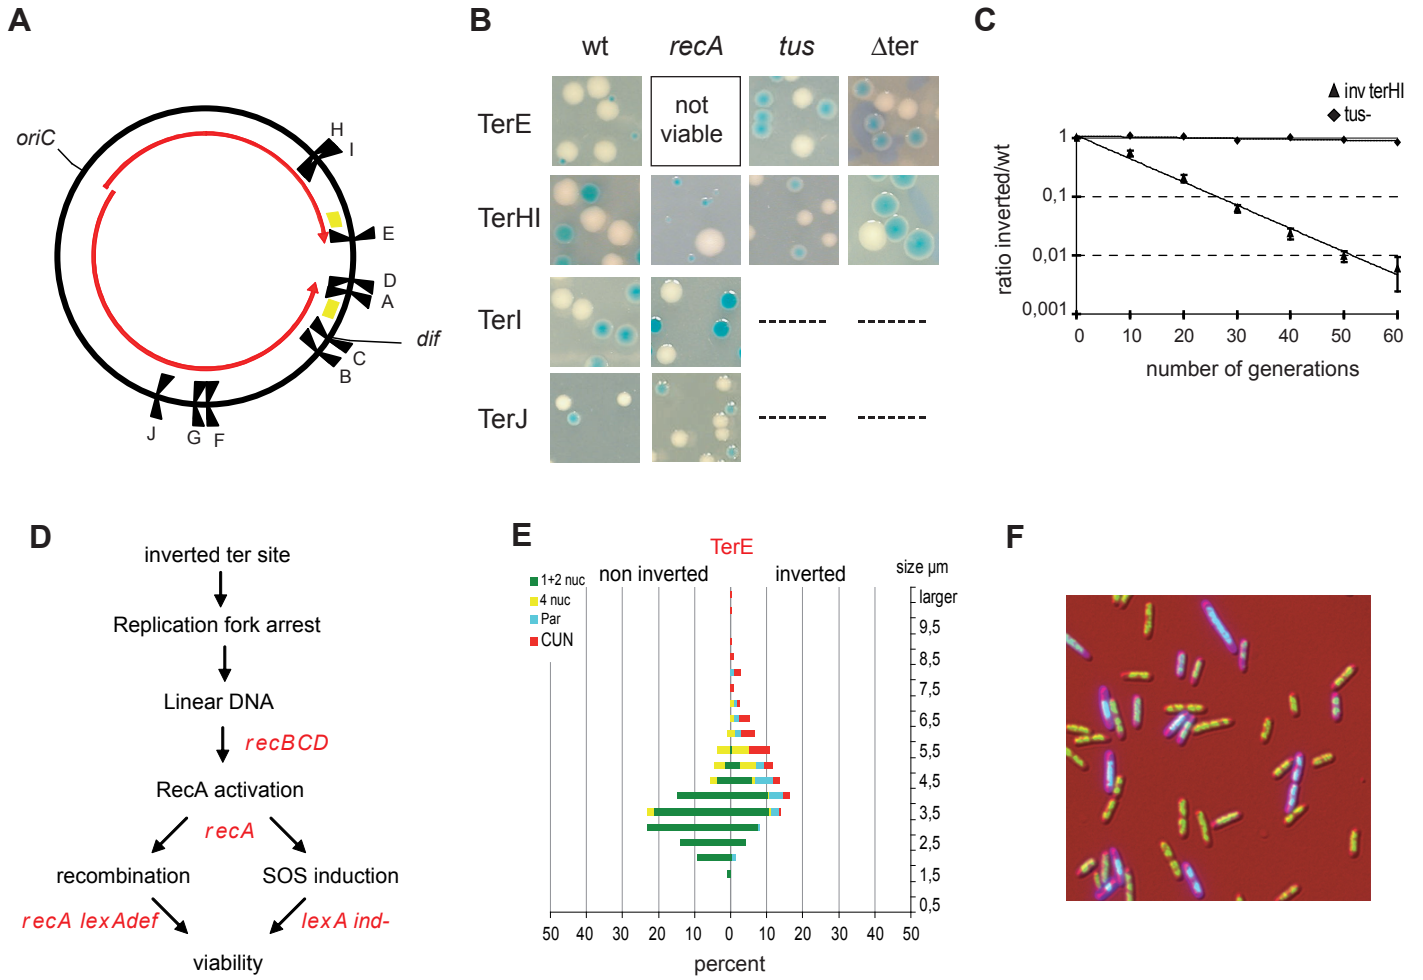 A
oriC
H
I
E
D
A
C
B
dif
J
G
F
B
wt
recA
tus
Δter
TerE
not
viable
TerHI
TerI
TerJ
C
inv terHI
tus-
ratio inverted/wt
1
0,1
0,01
0,001
0 10 20 30 40 50 60
number of generations
D
inverted ter site
Replication fork arrest
Linear DNA
recBCD
RecA activation
recA
recombination SOS induction
recA lexAdef lexA ind-
viability
E
TerE
non inverted inverted
size µm
1+2 nuc
4 nuc
Par
CUN
larger
9,5
8,5
7,5
6,5
5,5
4,5
3,5
2,5
1,5
0,5
50 40 30 20 10 0 10 20 30 40 50
percent
F